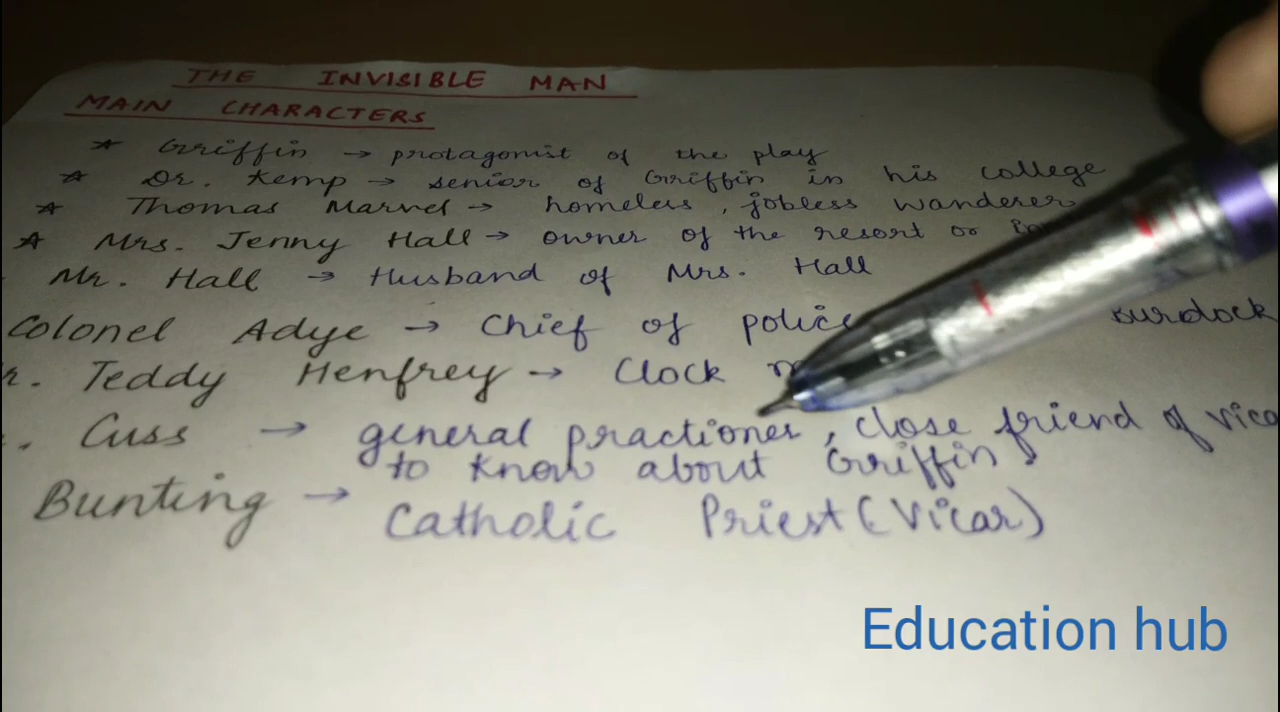 THE INVISIBLE MAN
MAIN CHARACTERS
☆ Griffin → protagonist of the play
☆ Dr. Kemp → senior of Griffin in his college
☆ Thomas Marvel → homeless, jobless wanderer
☆ Mrs. Jenny Hall → owner of the resort or
Mr. Hall → Husband of Mrs. Hall
Colonel Adye → Chief of police Burdock
Teddy Henfrey → Clock
Cuss → general practioner, close friend of
to know about Griffin
Bunting → Catholic Priest (Vicar)
Education hub